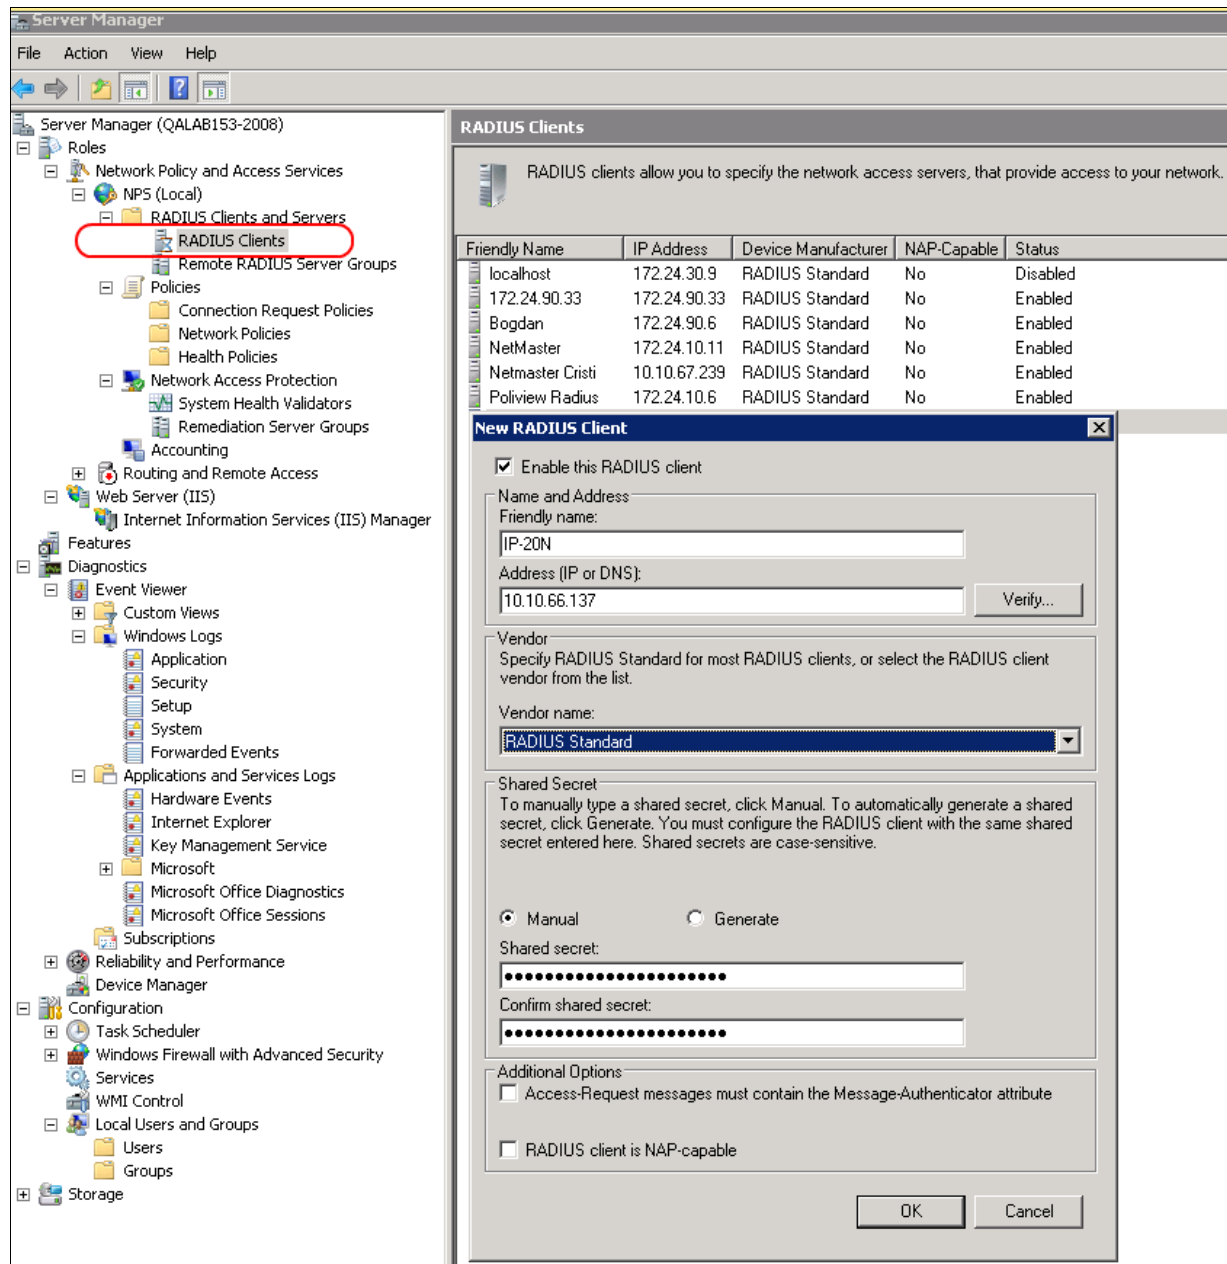 Server Manager
File Action View Help
Server Manager (QALAB153-2008)
Roles
Network Policy and Access Services
NPS (Local)
RADIUS Clients and Servers
RADIUS Clients
Remote RADIUS Server Groups
Policies
Connection Request Policies
Network Policies
Health Policies
Network Access Protection
System Health Validators
Remediation Server Groups
Accounting
Routing and Remote Access
Web Server (IIS)
Internet Information Services (IIS) Manager
Features
Diagnostics
Event Viewer
Custom Views
Windows Logs
Application
Security
Setup
System
Forwarded Events
Applications and Services Logs
Hardware Events
Internet Explorer
Key Management Service
Microsoft
Microsoft Office Diagnostics
Microsoft Office Sessions
Subscriptions
Reliability and Performance
Device Manager
Configuration
Task Scheduler
Windows Firewall with Advanced Security
Services
WMI Control
Local Users and Groups
Users
Groups
Storage
RADIUS Clients
RADIUS clients allow you to specify the network access servers, that provide access to your network.
Friendly Name IP Address Device Manufacturer NAP-Capable Status
localhost 172.24.30.9 RADIUS Standard No Disabled
172.24.90.33 172.24.90.33 RADIUS Standard No Enabled
Bogdan 172.24.90.6 RADIUS Standard No Enabled
NetMaster 172.24.10.11 RADIUS Standard No Enabled
Netmaster Cristi 10.10.67.239 RADIUS Standard No Enabled
Poliview Radius 172.24.10.6 RADIUS Standard No Enabled
New RADIUS Client
Enable this RADIUS client
Name and Address
Friendly name:
IP-20N
Address (IP or DNS):
10.10.66.137
Verify...
Vendor
Specify RADIUS Standard for most RADIUS clients, or select the RADIUS client
vendor from the list.
Vendor name:
RADIUS Standard
Shared Secret
To manually type a shared secret, click Manual. To automatically generate a shared
secret, click Generate. You must configure the RADIUS client with the same shared
secret entered here. Shared secrets are case-sensitive.
Manual Generate
Shared secret:
Confirm shared secret:
Additional Options
Access-Request messages must contain the Message-Authenticator attribute
RADIUS client is NAP-capable
OK Cancel